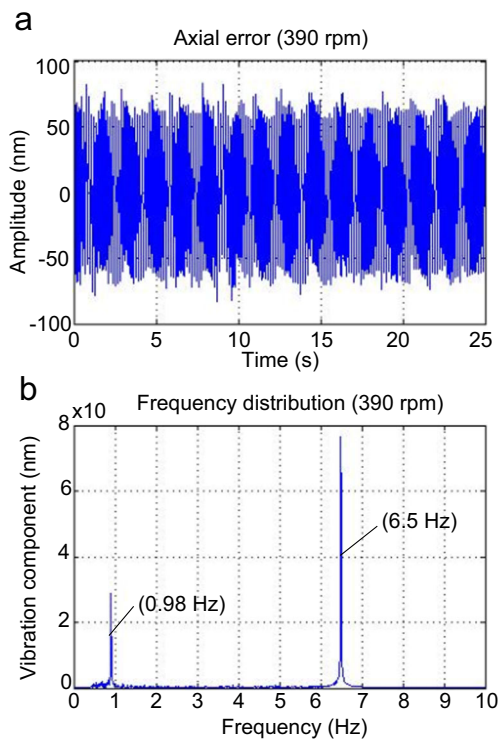 a
Axial error (390 rpm)
Amplitude (nm)
100
50
0
-50
-100
0 5 10 15 20 25
Time (s)
b
x10 Frequency distribution (390 rpm)
Vibration component (nm)
8
6
4
2
0
(6.5 Hz)
(0.98 Hz)
0 1 2 3 4 5 6 7 8 9 10
Frequency (Hz)